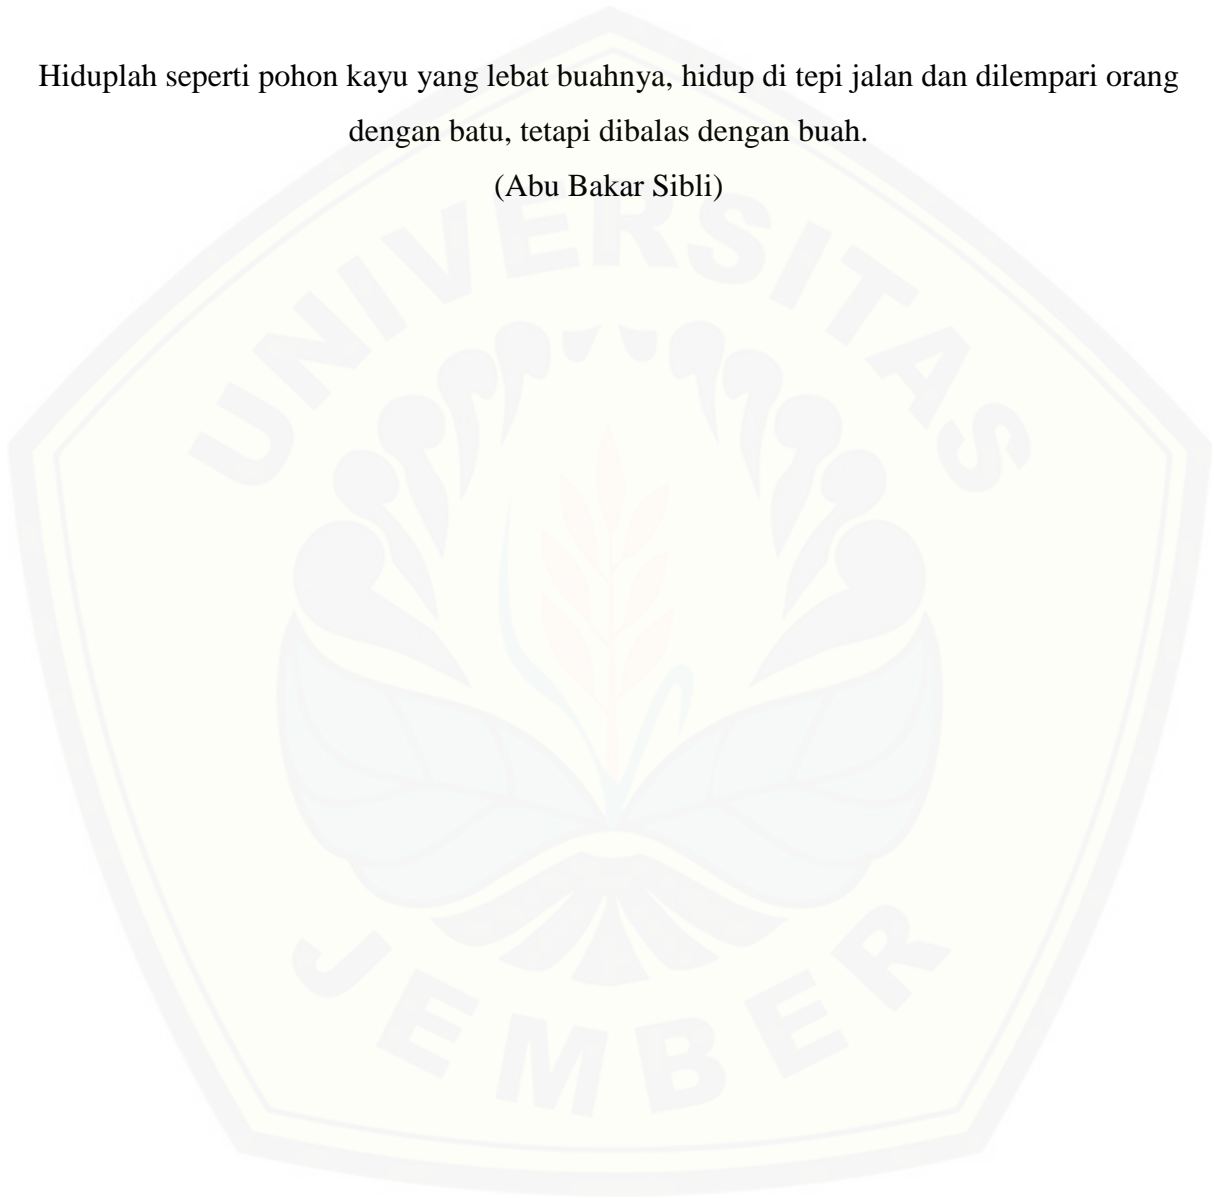 Hiduplah seperti pohon kayu yang lebat buahnya, hidup di tepi jalan dan dilempari orang
dengan batu, tetapi dibalas dengan buah.
(Abu Bakar Sibli)
UNIVERSITAS
JEMBER